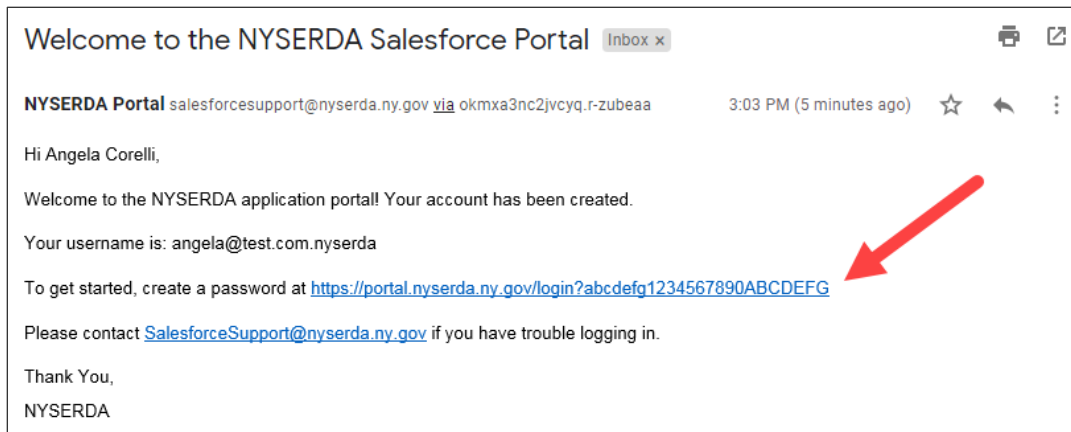 Welcome to the NYSERDA Salesforce Portal Inbox x
NYSERDA Portal salesforcesupport@nyserda.ny.gov via okmxa3nc2jvcyq.r-zubeaa 3:03 PM (5 minutes ago)
Hi Angela Corelli,
Welcome to the NYSERDA application portal! Your account has been created.
Your username is: angela@test.com.nyserda
To get started, create a password at https://portal.nyserda.ny.gov/login?abcdefg1234567890ABCDEFG
Please contact SalesforceSupport@nyserda.ny.gov if you have trouble logging in.
Thank You,
NYSERDA